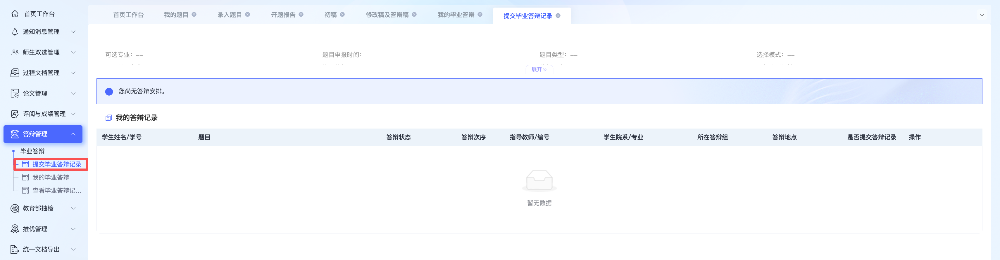 首页工作台
通知消息管理
师生双选管理
过程文档管理
论文管理
评阅与成绩管理
答辩管理
毕业答辩
提交毕业答辩记录
我的毕业答辩
查看毕业答辩记...
教育部抽检
推优管理
统一文档导出
首页工作台 我的题目 录入题目 开题报告 初稿 修改稿及答辩稿 我的毕业答辩 提交毕业答辩记录
可选专业：-- 题目申报时间： 题目类型：-- 选择模式：--
展开
您尚无答辩安排。
我的答辩记录
学生姓名/学号 题目 答辩状态 答辩次序 指导教师/编号 学生院系/专业 所在答辩组 答辩地点 是否提交答辩记录 操作
暂无数据